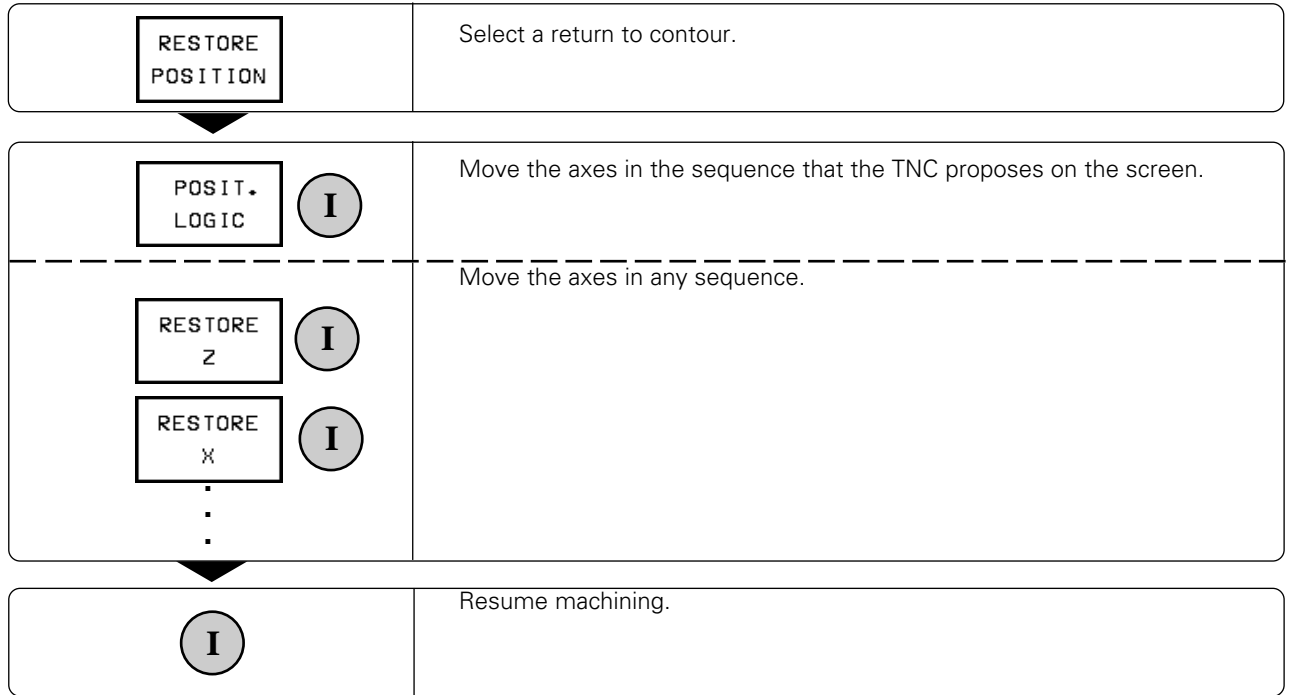 RESTORE
POSITION
Select a return to contour.
POSIT.
LOGIC
I
Move the axes in the sequence that the TNC proposes on the screen.
Move the axes in any sequence.
RESTORE
Z
I
RESTORE
X
I
.
.
.
I
Resume machining.